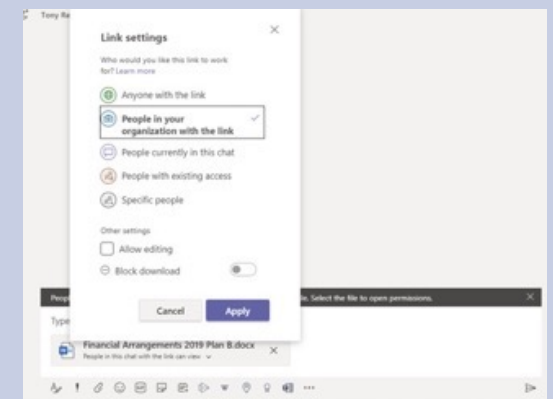 Tony Re
Link settings
Who would you like this link to work
for? Learn more
Anyone with the link
People in your
organization with the link
People currently in this chat
People with existing access
Specific people
Other settings
Allow editing
Block download
Cancel
Apply
Peopl
le. Select the file to open permissions.
Type
Financial Arrangements 2019 Plan B.docx
People in this chat with the link can view